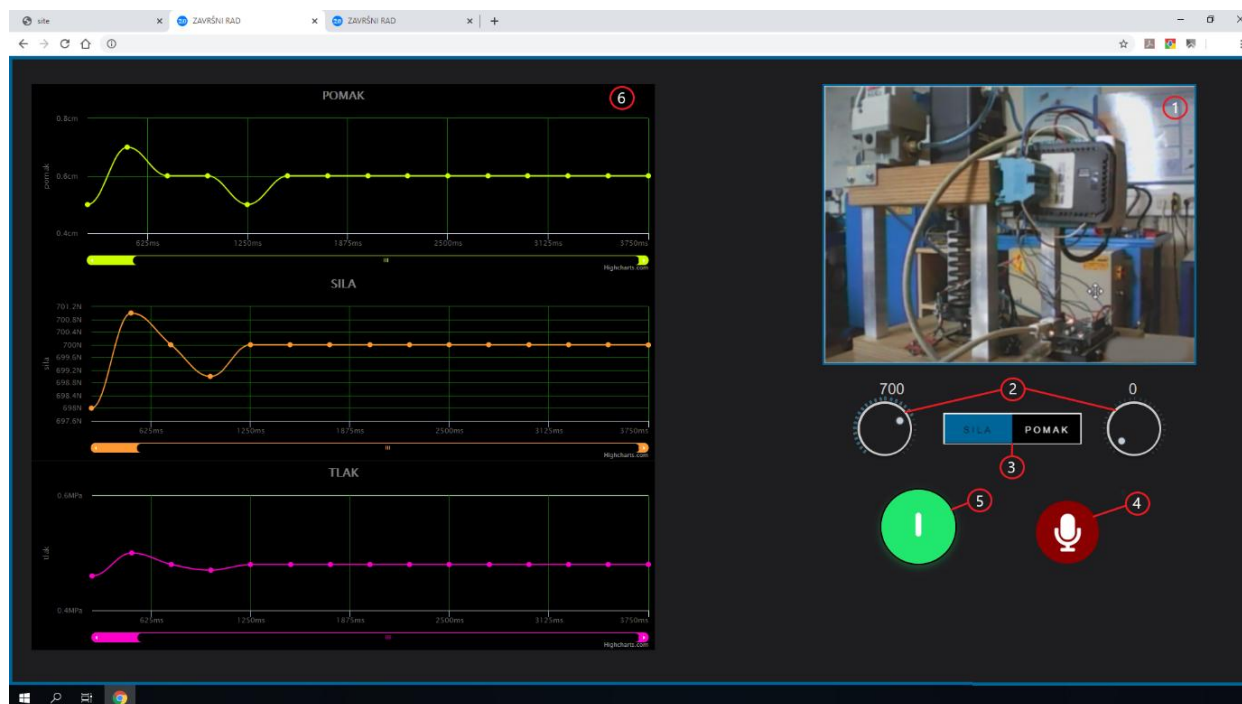 site
ZAVRŠNI RAD
ZAVRŠNI RAD
POMAK
6
0.8cm
0.6cm
0.4cm
pomak
625ms 1250ms 1875ms 2500ms 3125ms 3750ms
Highcharts.com
SILA
701.2N
700.8N
700.4N
700N
699.6N
699.2N
698.8N
698.4N
698N
697.6N
sila
625ms 1250ms 1875ms 2500ms 3125ms 3750ms
Highcharts.com
TLAK
0.6MPa
0.4MPa
tlak
625ms 1250ms 1875ms 2500ms 3125ms 3750ms
Highcharts.com
1
700 2 0
SILA POMAK
3
5
4